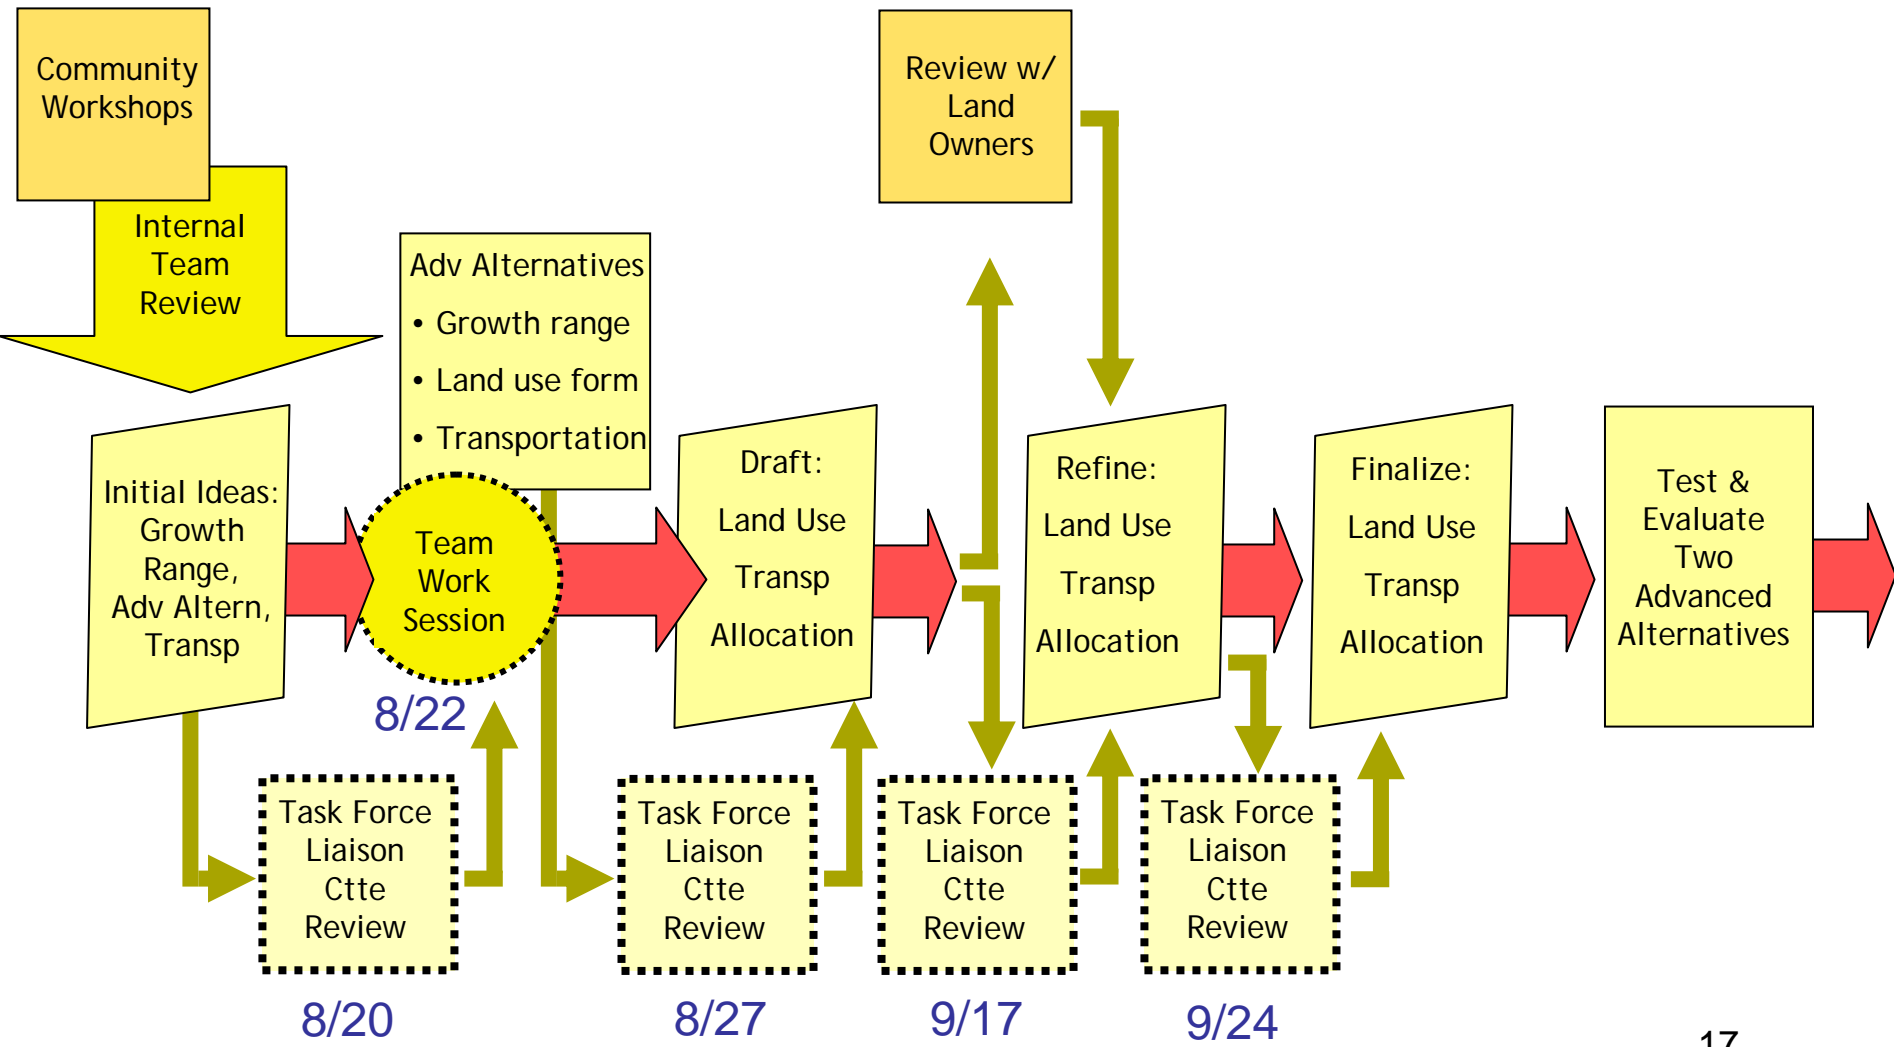 Community
Workshops
Internal
Team
Review
Review w/
Land
Owners
Adv Alternatives
• Growth range
• Land use form
• Transportation
Initial Ideas:
Growth
Range,
Adv Altern,
Transp
Team
Work
Session
8/22
Draft:
Land Use
Transp
Allocation
Refine:
Land Use
Transp
Allocation
Finalize:
Land Use
Transp
Allocation
Test &
Evaluate
Two
Advanced
Alternatives
Task Force
Liaison
Ctte
Review
8/20
Task Force
Liaison
Ctte
Review
8/27
Task Force
Liaison
Ctte
Review
9/17
Task Force
Liaison
Ctte
Review
9/24
17